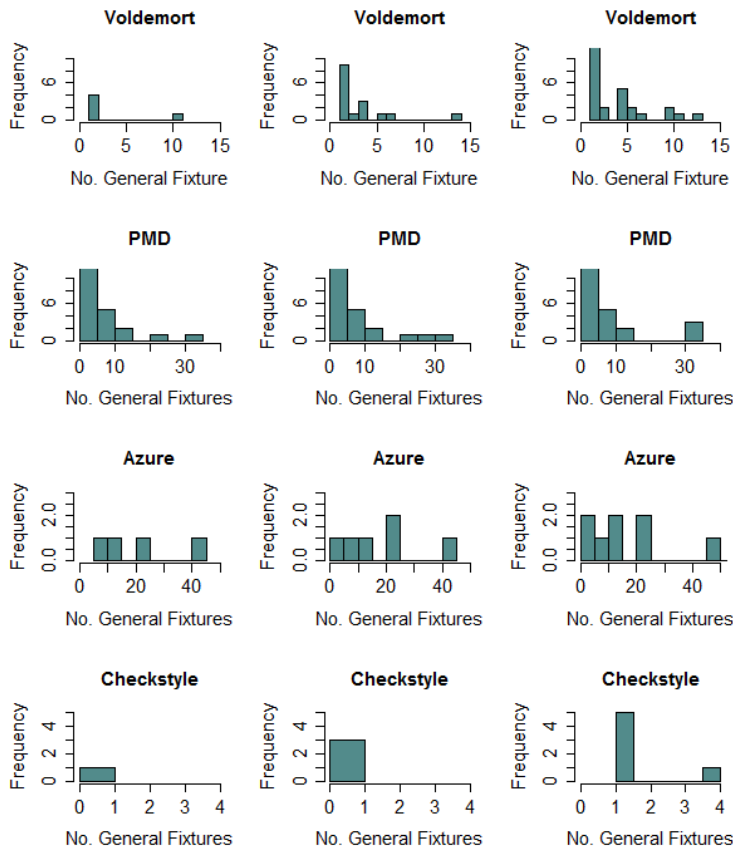 Voldemort Voldemort Voldemort
Frequency 0 6 Frequency 0 6 Frequency 0 6
0 5 10 15 0 5 10 15 0 5 10 15
No. General Fixture No. General Fixture No. General Fixture
PMD PMD PMD
Frequency 0 6 Frequency 0 6 Frequency 0 6
10 30 10 30 10 30
No. General Fixtures No. General Fixtures No. General Fixtures
Azure Azure Azure
Frequency 0.0 2.0 Frequency 0.0 2.0 Frequency 0.0 2.0
0 20 40 0 20 40 0 20 40
No. General Fixtures No. General Fixtures No. General Fixtures
Checkstyle Checkstyle Checkstyle
Frequency 0 2 4 Frequency 0 2 4 Frequency 0 2 4
0 1 2 3 4 0 1 2 3 4 0 1 2 3 4
No. General Fixtures No. General Fixtures No. General Fixtures